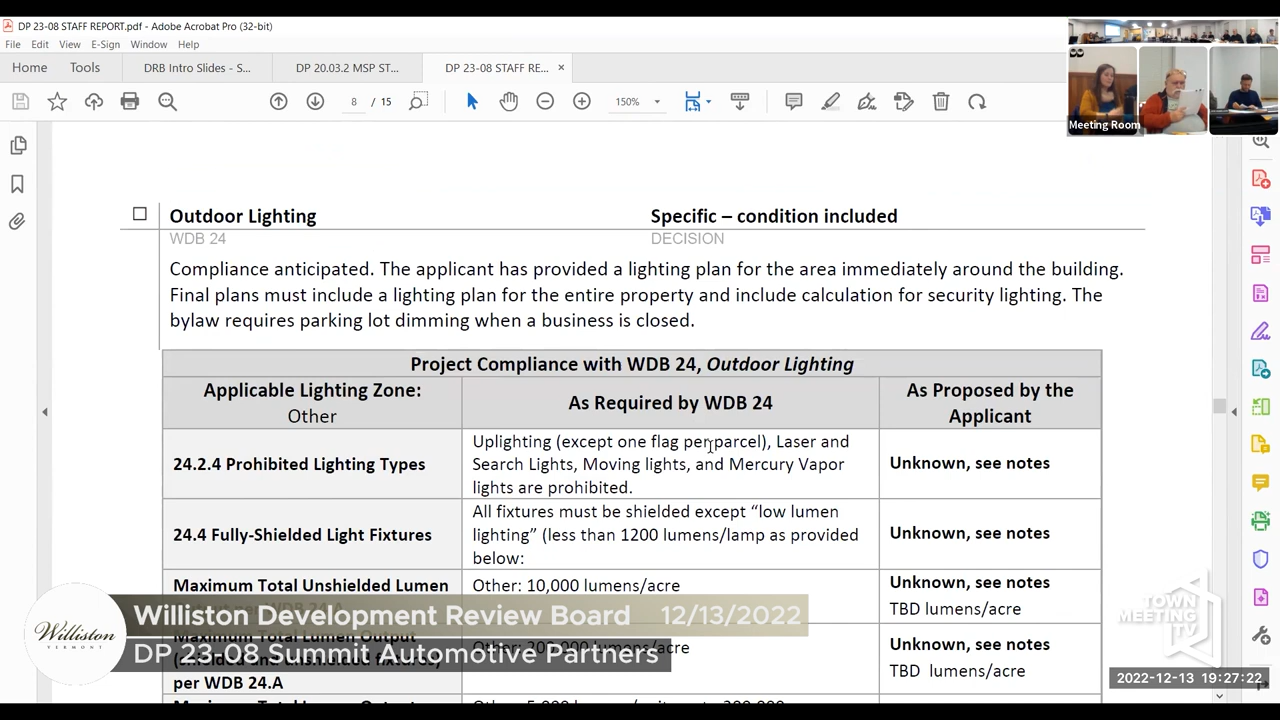 DP 23-08 STAFF REPORT.pdf - Adobe Acrobat Pro (32-bit)
File Edit View E-Sign Window Help
Home Tools DRB Intro Slides - S... DP 20.03.2 MSP ST... DP 23-08 STAFF RE... ×
8 / 15 150%
Meeting Room
Outdoor Lighting Specific – condition included
WDB 24 DECISION
Compliance anticipated. The applicant has provided a lighting plan for the area immediately around the building.
Final plans must include a lighting plan for the entire property and include calculation for security lighting. The
bylaw requires parking lot dimming when a business is closed.
Project Compliance with WDB 24, Outdoor Lighting
Applicable Lighting Zone:
Other
As Required by WDB 24
As Proposed by the
Applicant
24.2.4 Prohibited Lighting Types
Uplighting (except one flag per parcel), Laser and
Search Lights, Moving lights, and Mercury Vapor
lights are prohibited.
Unknown, see notes
24.4 Fully-Shielded Light Fixtures
All fixtures must be shielded except “low lumen
lighting” (less than 1200 lumens/lamp as provided
below:
Unknown, see notes
Maximum Total Unshielded Lumen
Other: 10,000 lumens/acre
Unknown, see notes
TBD lumens/acre
Maximum Total Lumen Output
per WDB 24.A
Unknown, see notes
TBD lumens/acre
Williston
VERMONT
Williston Development Review Board 12/13/2022
DP 23-08 Summit Automotive Partners
TOWN
MEETING
TV
2022-12-13 19:27:22